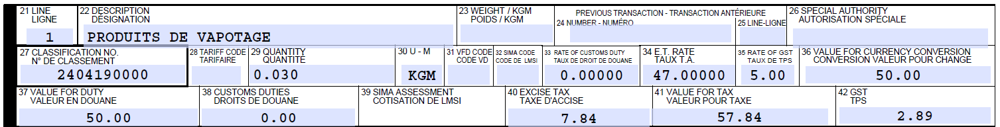 21 LINE
LIGNE
1
22 DESCRIPTION
DÉSIGNATION
PRODUITS DE VAPOTAGE
23 WEIGHT / KGM
POIDS / KGM
PREVIOUS TRANSACTION - TRANSACTION ANTÉRIEURE
24 NUMBER - NUMÉRO
25 LINE-LIGNE
26 SPECIAL AUTHORITY
AUTORISATION SPÉCIALE
27 CLASSIFICATION NO.
N° DE CLASSEMENT
2404190000
28 TARIFF CODE
TARIFAIRE
29 QUANTITY
QUANTITÉ
0.030
30 U - M
KGM
31 VFD CODE
CODE VD
32 SIMA CODE
CODE DE LMSI
33 RATE OF CUSTOMS DUTY
TAUX DE DROIT DE DOUANE
0.00000
34 E.T. RATE
TAUX T.A.
47.00000
35 RATE OF GST
TAUX DE TPS
5.00
36 VALUE FOR CURRENCY CONVERSION
CONVERSION VALEUR POUR CHANGE
50.00
37 VALUE FOR DUTY
VALEUR EN DOUANE
50.00
38 CUSTOMS DUTIES
DROITS DE DOUANE
0.00
39 SIMA ASSESSMENT
COTISATION DE LMSI
40 EXCISE TAX
TAXE D'ACCISE
7.84
41 VALUE FOR TAX
VALEUR POUR TAXE
57.84
42 GST
TPS
2.89